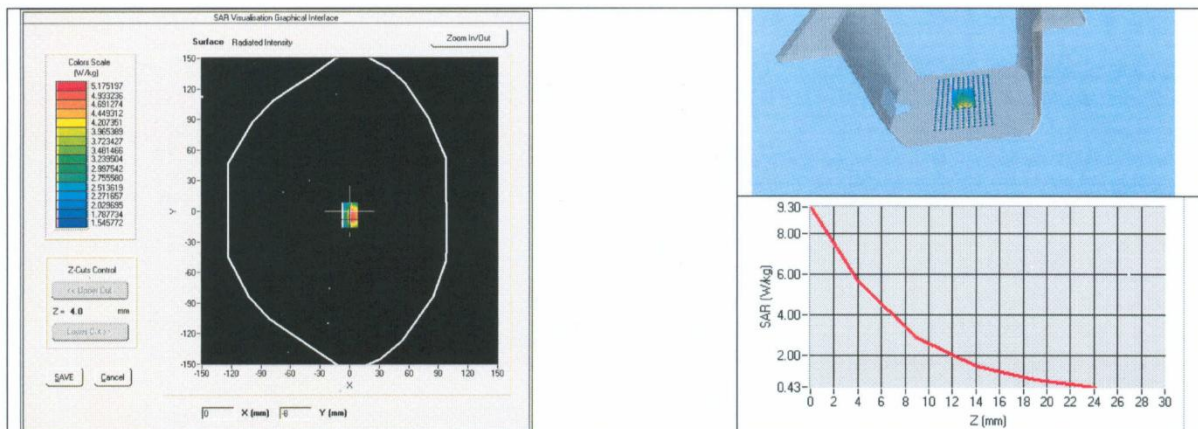 SAR Visualisation Graphical Interface
Surface Radiated Intensity
Zoom In/Out
Colors Scale
(W/kg)
5.175197
4.933236
4.691274
4.449312
4.207351
3.965389
3.723427
3.481466
3.239504
2.997542
2.755580
2.513619
2.271657
2.029695
1.787734
1.545772
Z-Cuts Control
<< Upper Cut
Z = 4.0 mm
Lower Cut >>
SAVE Cancel
150
120
90
60
30
Y 0
-30
-60
-90
-120
-150
-150 -120 -90 -60 -30 0 30 60 90 120 150
X
0 X (mm) -8 Y (mm)
9.30
8.00
6.00
4.00
2.00
0.43
SAR (W/kg)
0 2 4 6 8 10 12 14 16 18 20 22 24 26 28 30
Z (mm)